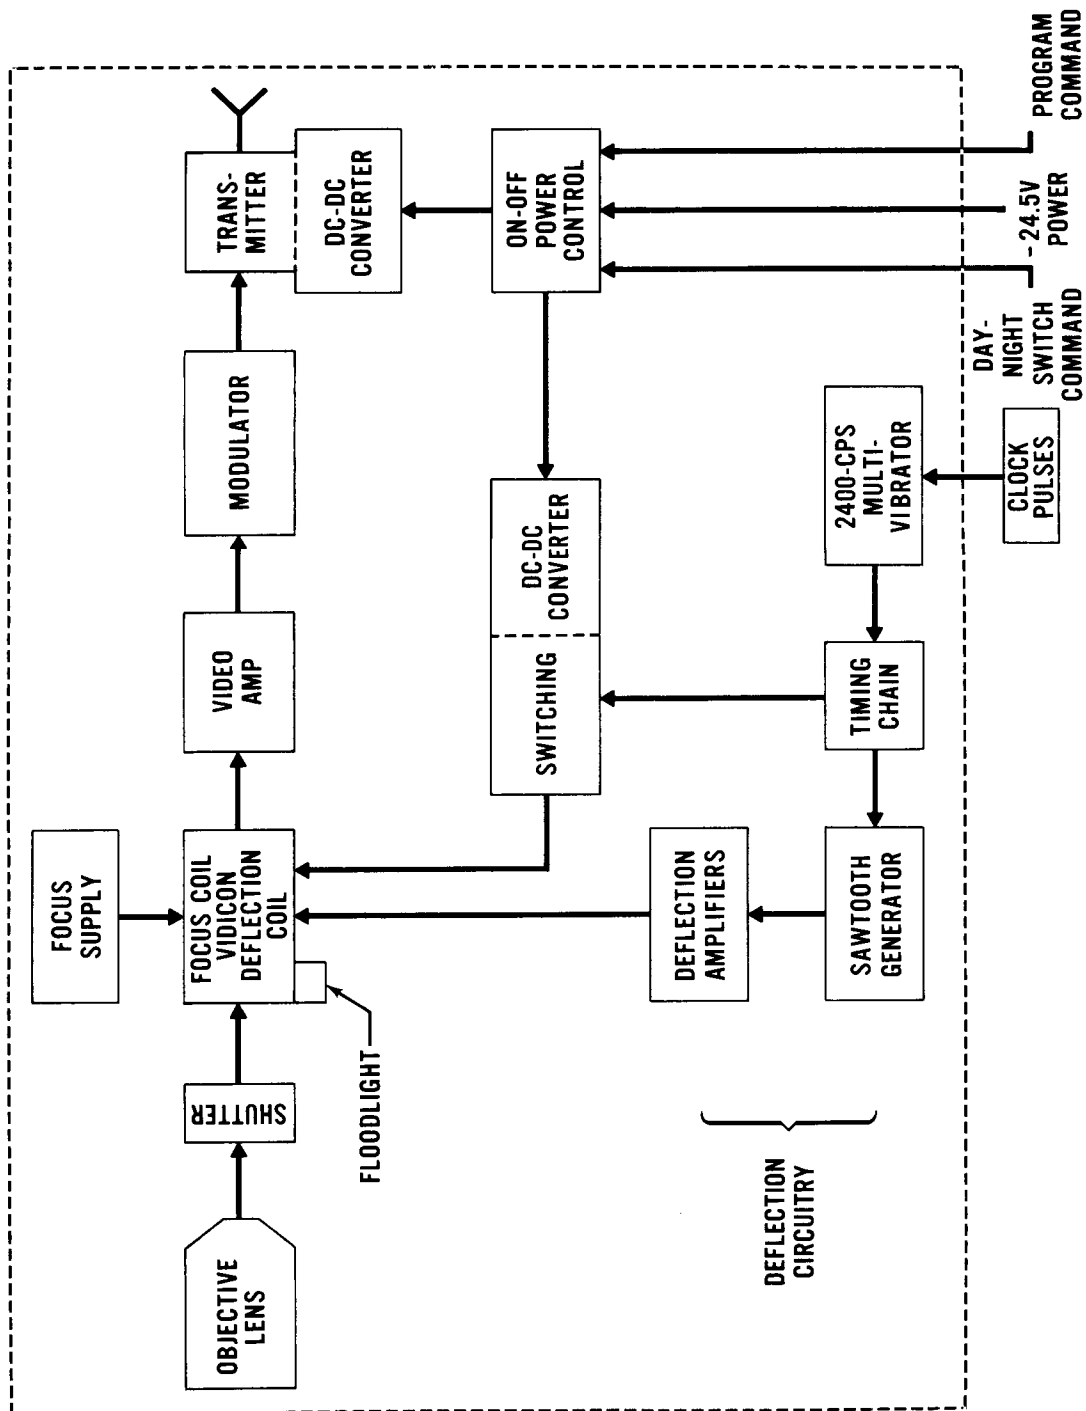 FOCUS
SUPPLY
OBJECTIVE
LENS
SHUTTER
FOCUS COIL
VIDICON
DEFLECTION
COIL
VIDEO
AMP
MODULATOR
TRANS-
MITTER
DC-DC
CONVERTER
FLOODLIGHT
SWITCHING
DC-DC
CONVERTER
ON-OFF
POWER
CONTROL
DEFLECTION
AMPLIFIERS
DEFLECTION
CIRCUITRY
SAWTOOTH
GENERATOR
TIMING
CHAIN
2400-CPS
MULTI-
VIBRATOR
CLOCK
PULSES
DAY-
NIGHT
SWITCH
COMMAND
-24.5V
POWER
PROGRAM
COMMAND